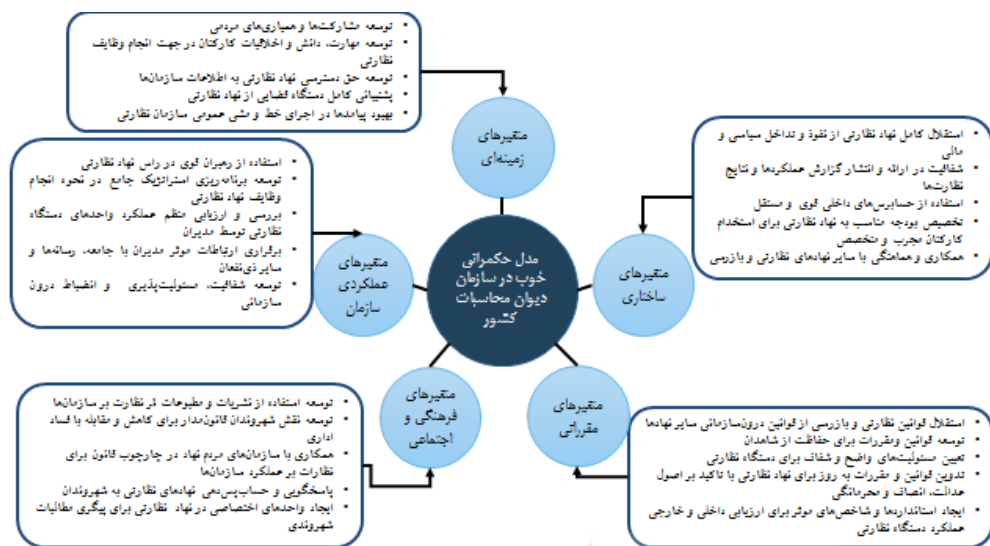 توسعه مشارکت‌ها و همیاری‌های مردمی
توسعه مهارت، دانش و اخلاقیات کارکنان در جهت انجام وظایف
نظارتی
توسعه حق دسترسی نهاد نظارتی به اطلاعات سازمان‌ها
پشتیبانی کامل دستگاه قضایی از نهاد نظارتی
بهبود پیامدها در اجرای خط و مشی عمومی سازمان نظارتی
متغیرهای
زمینه‌ای
استقلال کامل نهاد نظارتی از نفوذ و تداخل سیاسی و
مالی
شفافیت در ارائه و انتشار گزارش عملکردها و نتایج
نظارت‌ها
استفاده از حسابرس‌های داخلی قوی و مستقل
تخصیص بودجه مناسب به نهاد نظارتی برای استخدام
کارکنان مجرب و متخصص
همکاری و هماهنگی با سایر نهادهای نظارتی و بازرسی
متغیرهای
ساختاری
استفاده از رهبران قوی در راس نهاد نظارتی
توسعه برنامه‌ریزی استراتژیک جامع در نحوه انجام
وظایف نهاد نظارتی
بررسی و ارزیابی منظم عملکرد واحدهای دستگاه
نظارتی توسط مدیران
برقراری ارتباطات موثر مدیران با جامعه، رسانه‌ها و
سایر ذی‌نفعان
توسعه شفافیت، مسئولیت‌پذیری و انضباط درون
سازمانی
متغیرهای
عملکردی
سازمان
مدل حکمرانی
خوب در سازمان
دیوان محاسبات
کشور
متغیرهای
فرهنگی و
اجتماعی
توسعه استفاده از نشریات و مطبوعات در نظارت بر سازمان‌ها
توسعه نقش شهروندان قانون‌مدار برای کاهش و مقابله با فساد
اداری
همکاری با سازمان‌های مردم نهاد در چارچوب قانون برای
نظارات بر عملکرد سازمان‌ها
پاسخگویی و حساب‌پس‌دهی نهادهای نظارتی به شهروندان
ایجاد واحدهای اختصاصی در نهاد نظارتی برای پیگری مطالبات
شهروندی
متغیرهای
مقرراتی
استقلال قوانین نظارتی و بازرسی از قوانین درون‌سازمانی سایر نهادها
توسعه قوانین ومقررات برای حفاظت از شاهدان
تعیین مسئولیت‌های واضح و شفاف برای دستگاه نظارتی
تدوین قوانین و مقررات به روز برای نهاد نظارتی با تاکید بر اصول
عدالت، انصاف و محرمانگی
ایجاد استانداردها و شاخص‌های موثر برای ارزیابی داخلی و خارجی
عملکرد دستگاه نظارتی